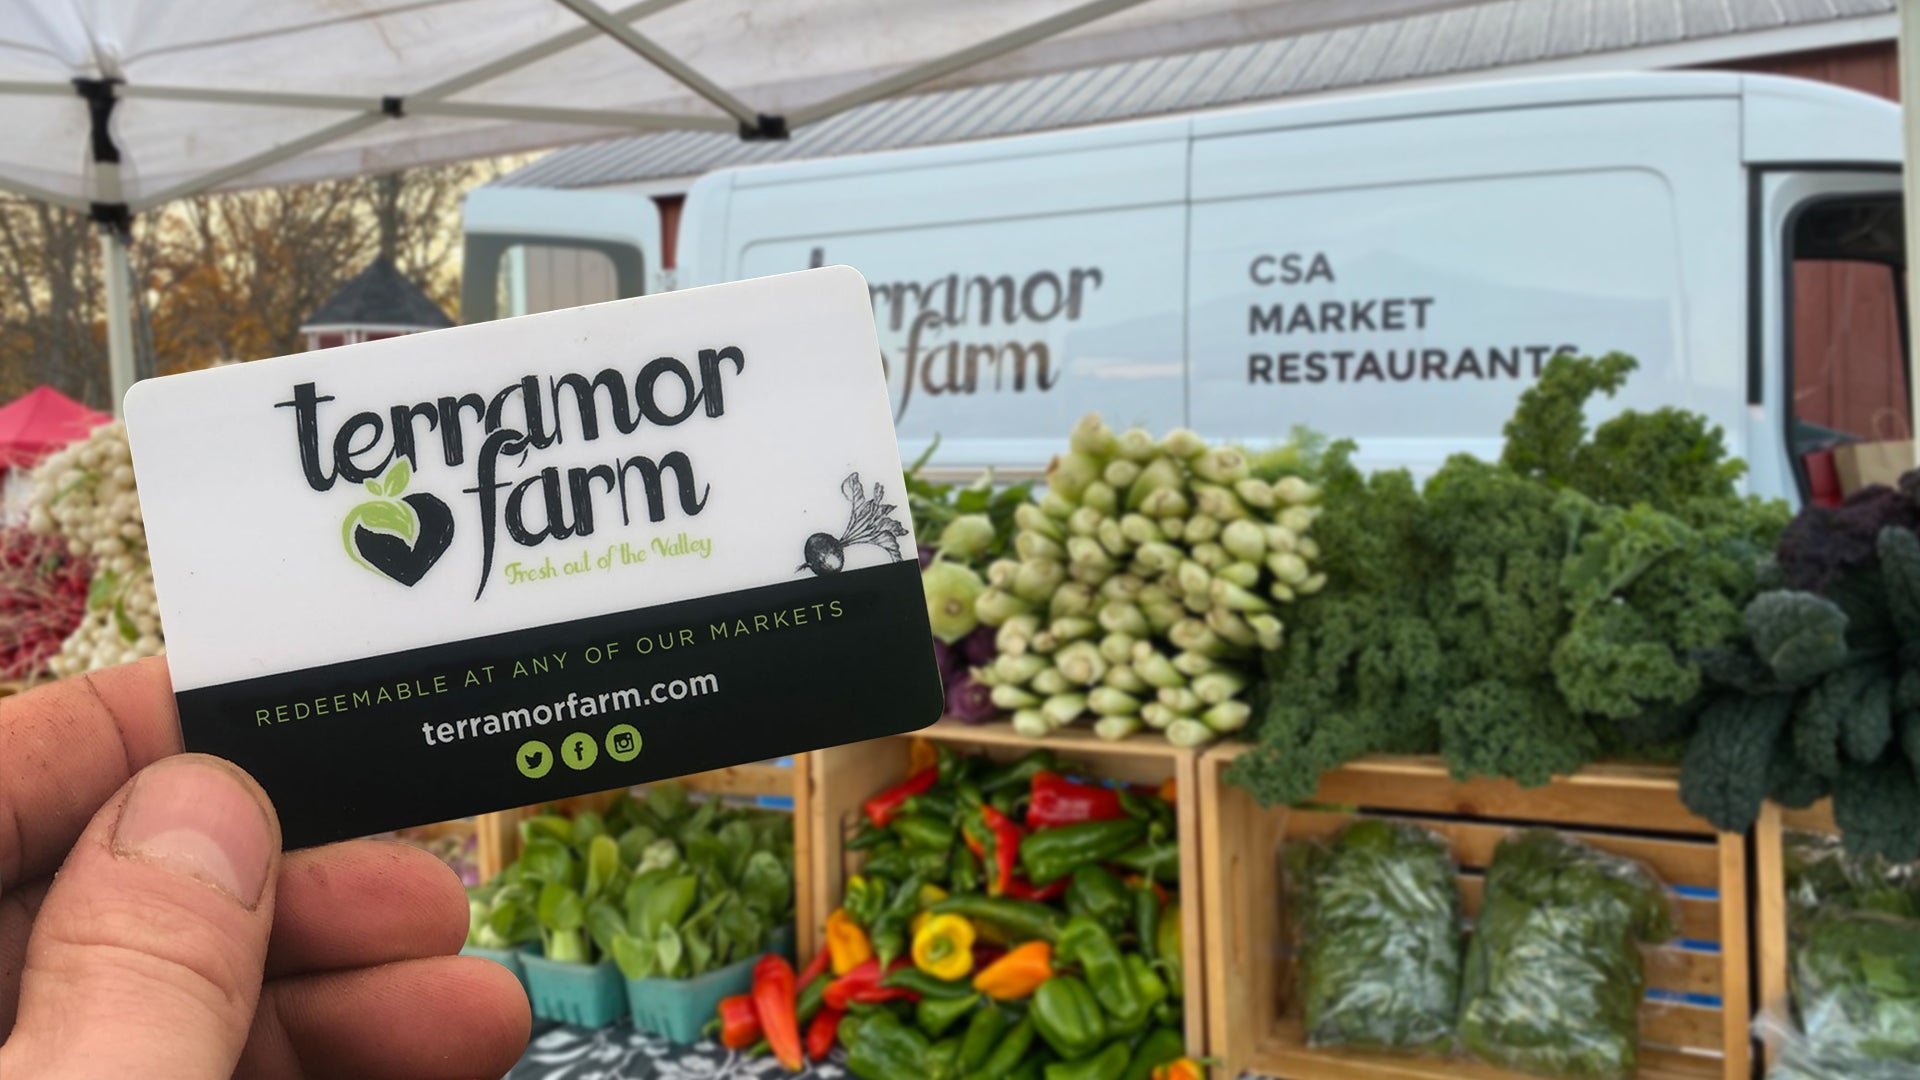 terramor
farm
Fresh out of the Valley
REDEEMABLE AT ANY OF OUR MARKETS
terramorfarm.com
terramor
farm
CSA
MARKET
RESTAURANTS